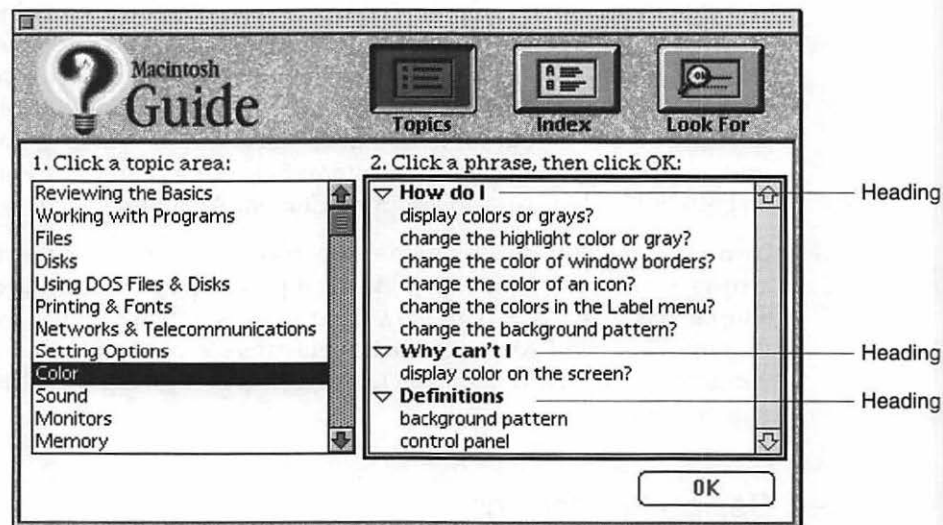 Macintosh
Guide
Topics
Index
Look For
1. Click a topic area:
Reviewing the Basics
Working with Programs
Files
Disks
Using DOS Files & Disks
Printing & Fonts
Networks & Telecommunications
Setting Options
Color
Sound
Monitors
Memory
2. Click a phrase, then click OK:
How do I
display colors or grays?
change the highlight color or gray?
change the color of window borders?
change the color of an icon?
change the colors in the Label menu?
change the background pattern?
Why can't I
display color on the screen?
Definitions
background pattern
control panel
OK
Heading
Heading
Heading